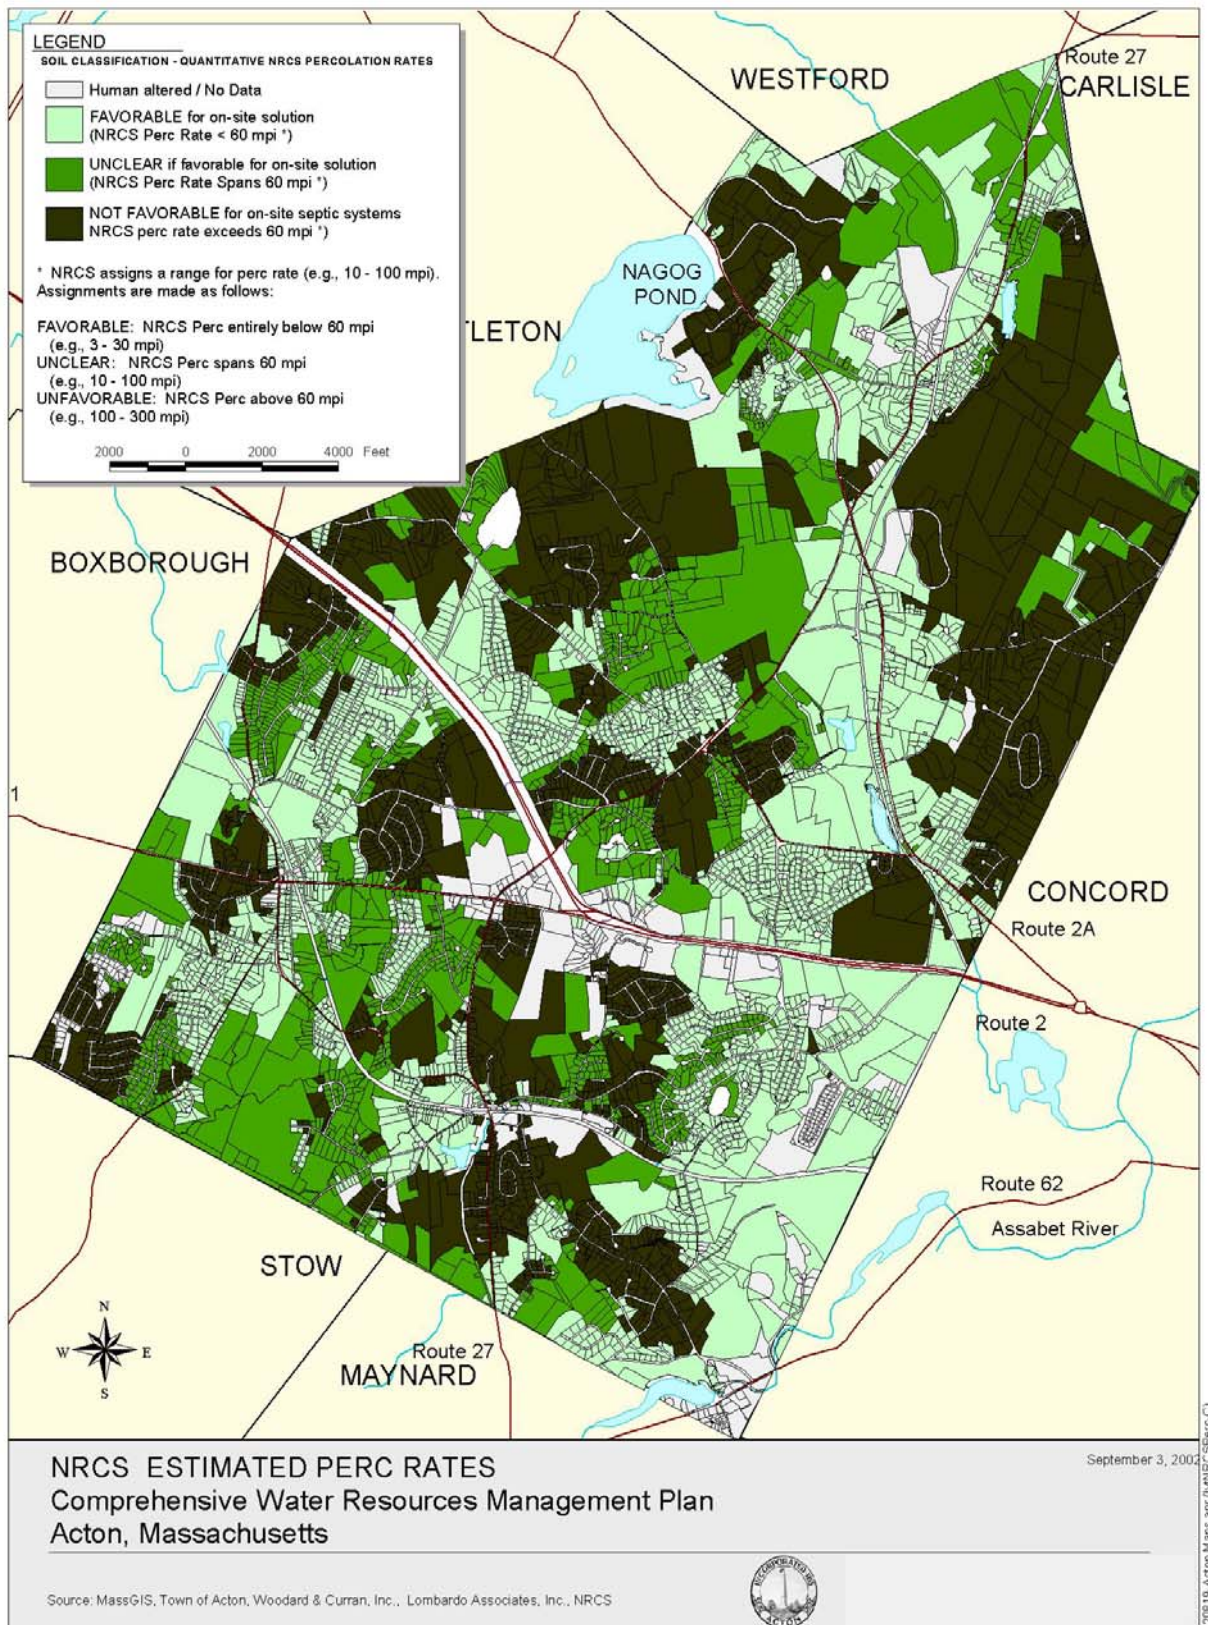 LEGEND
SOIL CLASSIFICATION - QUANTITATIVE NRCS PERCOLATION RATES
Human altered / No Data
FAVORABLE for on-site solution
(NRCS Perc Rate < 60 mpi *)
UNCLEAR if favorable for on-site solution
(NRCS Perc Rate Spans 60 mpi *)
NOT FAVORABLE for on-site septic systems
NRCS perc rate exceeds 60 mpi *)
* NRCS assigns a range for perc rate (e.g., 10 - 100 mpi).
Assignments are made as follows:
FAVORABLE: NRCS Perc entirely below 60 mpi
(e.g., 3 - 30 mpi)
UNCLEAR: NRCS Perc spans 60 mpi
(e.g., 10 - 100 mpi)
UNFAVORABLE: NRCS Perc above 60 mpi
(e.g., 100 - 300 mpi)
2000 0 2000 4000 Feet
WESTFORD
Route 27
CARLISLE
NAGOG
POND
TLETON
BOXBOROUGH
1
CONCORD
Route 2A
Route 2
Route 62
Assabet River
STOW
Route 27
MAYNARD
N
W E
S
NRCS ESTIMATED PERC RATES
Comprehensive Water Resources Management Plan
Acton, Massachusetts
September 3, 2002
Source: MassGIS, Town of Acton, Woodard & Curran, Inc., Lombardo Associates, Inc., NRCS
ACTON